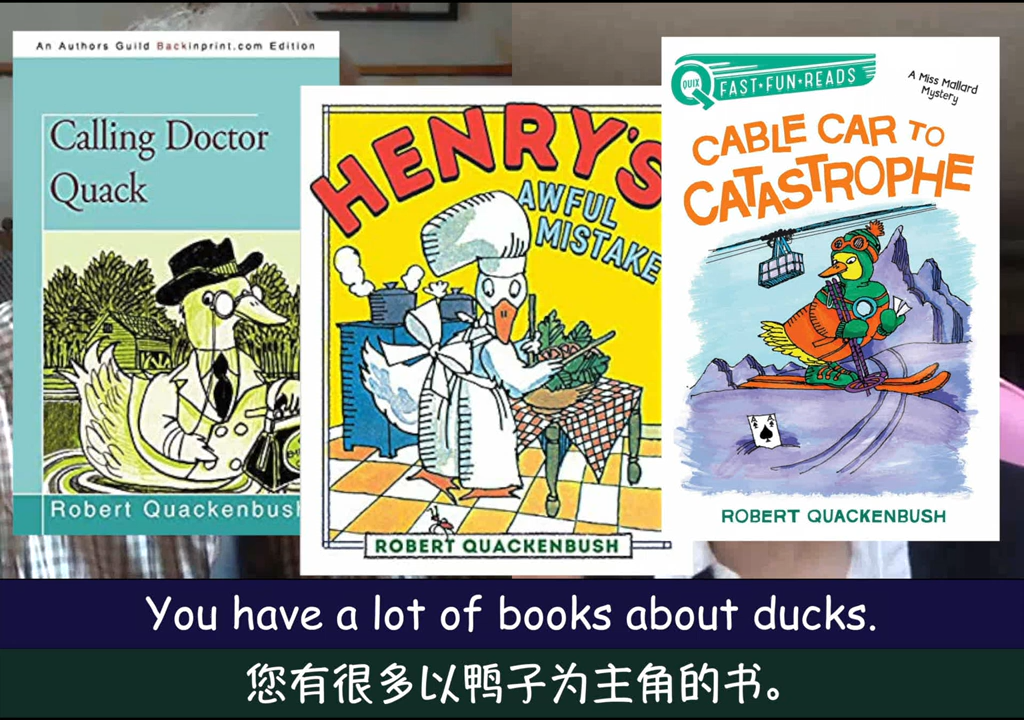 An Authors Guild Backinprint.com Edition
Calling Doctor
Quack
Robert Quackenbush
HENRY'S
AWFUL
MISTAKE
ROBERT QUACKENBUSH
QUIX
FAST•FUN•READS
A Miss Mallard
Mystery
CABLE CAR TO
CATASTROPHE
A
ROBERT QUACKENBUSH
You have a lot of books about ducks.
您有很多以鸭子为主角的书。